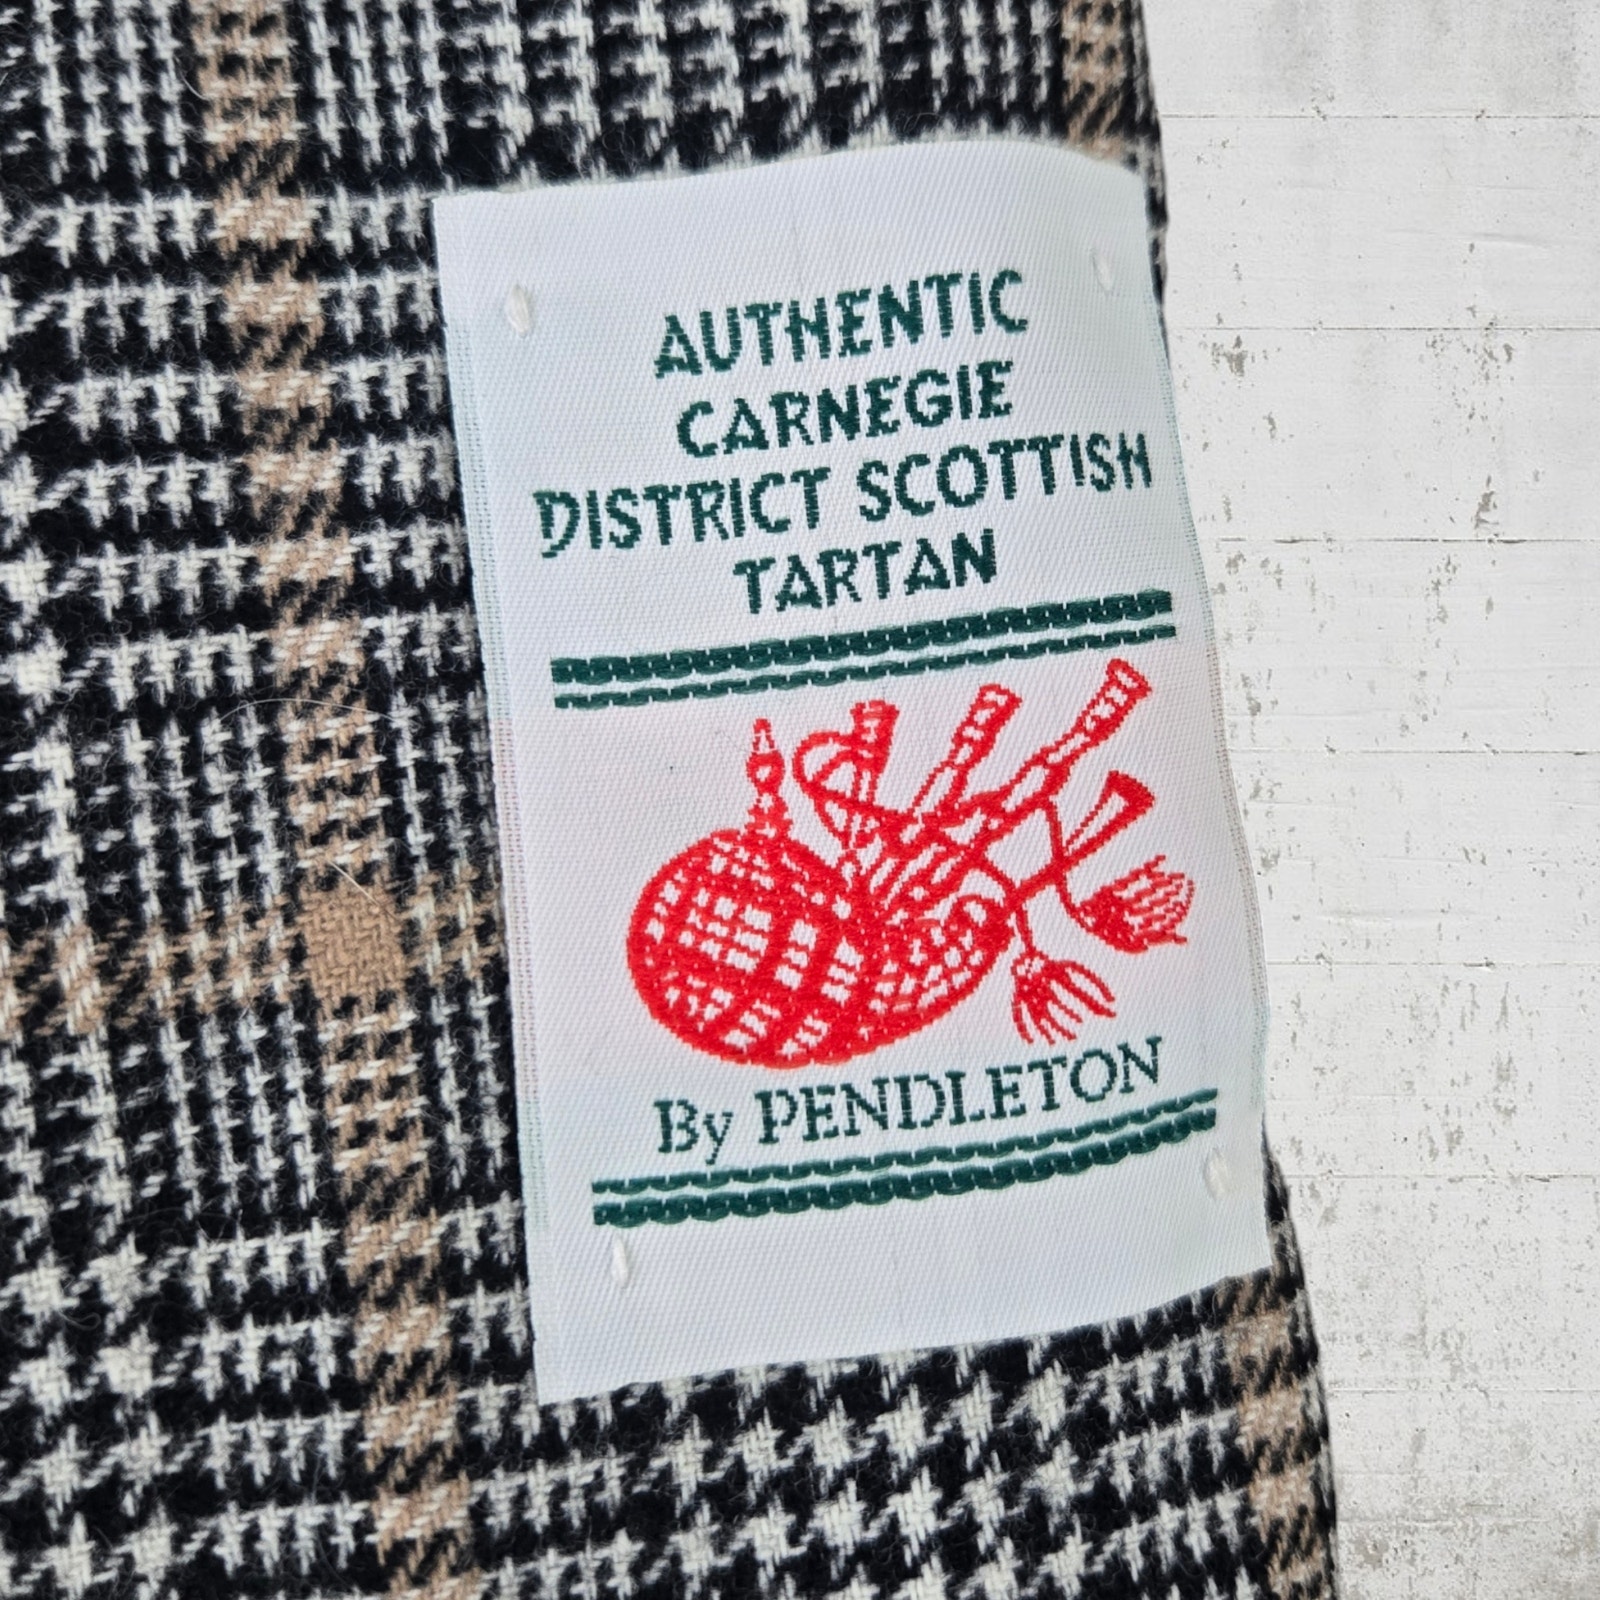 AUTHENTIC
CARNEGIE
DISTRICT SCOTTISH
TARTAN
By PENDLETON